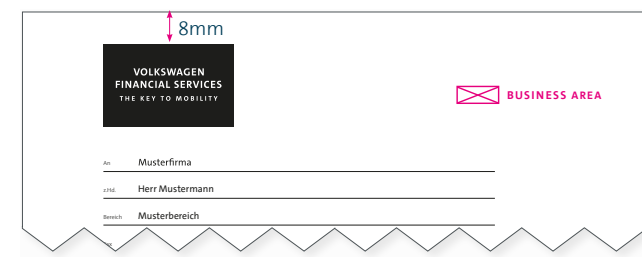 8mm
VOLKSWAGEN
FINANCIAL SERVICES
THE KEY TO MOBILITY
BUSINESS AREA
An Musterfirma
z.Hd. Herr Mustermann
Bereich Musterbereich